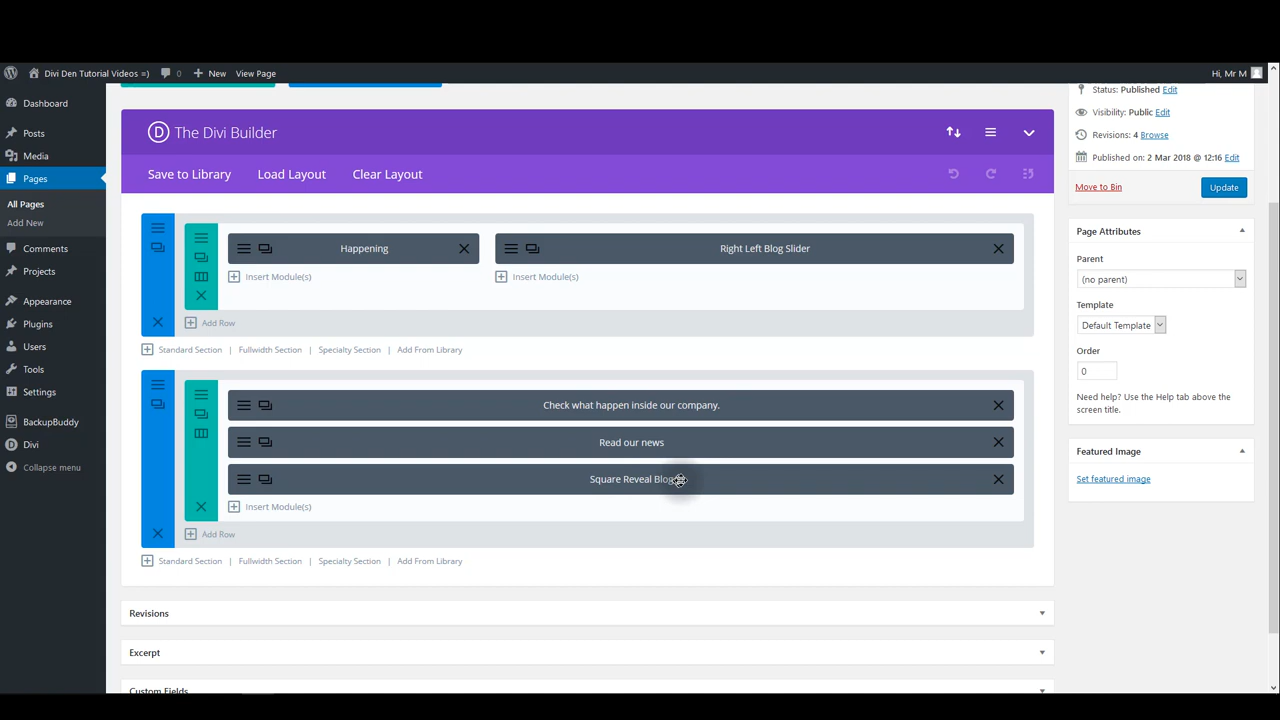 Divi Den Tutorial Videos =)
0
New
View Page
Hi, Mr M
Dashboard
Posts
Media
Pages
All Pages
Add New
Comments
Projects
Appearance
Plugins
Users
Tools
Settings
BackupBuddy
Divi
Collapse menu
D The Divi Builder
Save to Library
Load Layout
Clear Layout
Happening
Right Left Blog Slider
Insert Module(s)
Insert Module(s)
Add Row
Standard Section | Fullwidth Section | Specialty Section | Add From Library
Check what happen inside our company.
Read our news
Square Reveal Blog
Insert Module(s)
Add Row
Standard Section | Fullwidth Section | Specialty Section | Add From Library
Revisions
Excerpt
Custom Fields
Status: Published Edit
Visibility: Public Edit
Revisions: 4 Browse
Published on: 2 Mar 2018 @ 12:16 Edit
Move to Bin
Update
Page Attributes
Parent
(no parent)
Template
Default Template
Order
0
Need help? Use the Help tab above the
screen title.
Featured Image
Set featured image